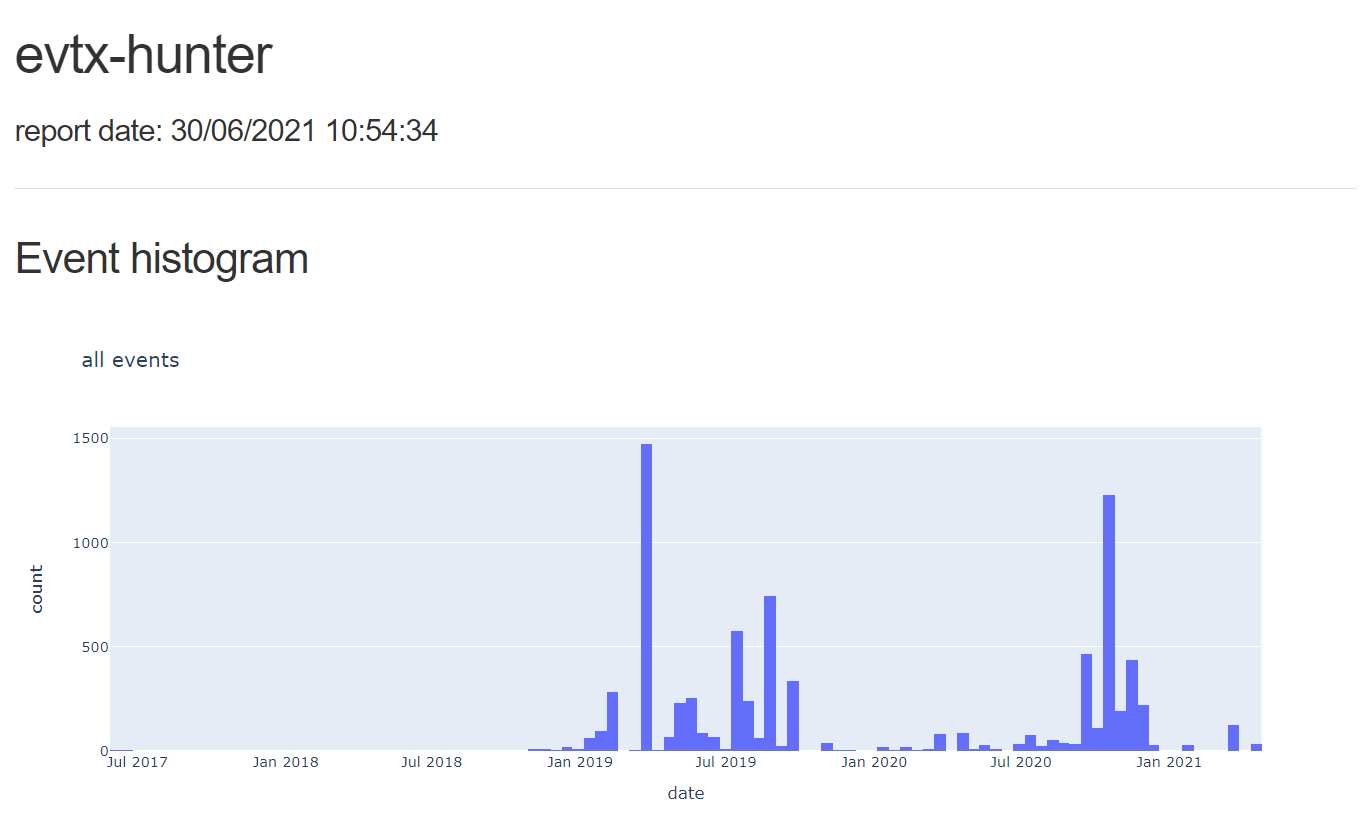 evtx-hunter
report date: 30/06/2021 10:54:34
Event histogram
all events
1500
1000
500
0
count
Jul 2017 Jan 2018 Jul 2018 Jan 2019 Jul 2019 Jan 2020 Jul 2020 Jan 2021
date